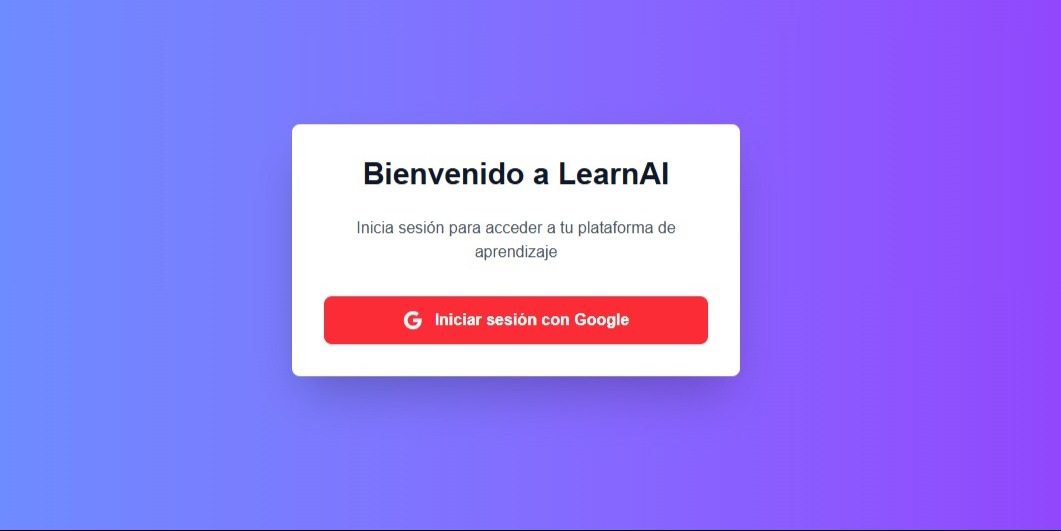 Bienvenido a LearnAI
Inicia sesión para acceder a tu plataforma de
aprendizaje
Iniciar sesión con Google